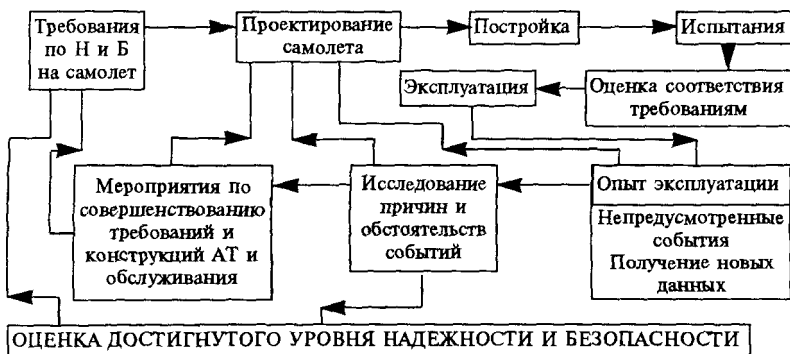 Требования
по Н и Б
на самолет
Проектирование
самолета
Постройка
Испытания
Эксплуатация
Оценка соответствия
требованиям
Мероприятия по
совершенствованию
требований и
конструкций АТ и
обслуживания
Исследование
причин и
обстоятельств
событий
Опыт эксплуатации
Непредусмотренные
события
Получение новых
данных
ОЦЕНКА ДОСТИГНУТОГО УРОВНЯ НАДЕЖНОСТИ И БЕЗОПАСНОСТИ